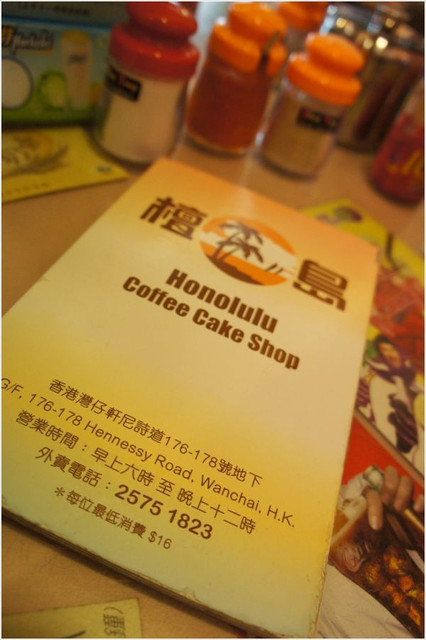 檀島
Honolulu
Coffee Cake Shop
香港灣仔軒尼詩道176-178號地下
G/F. 176-178 Hennessy Road, Wanchai, H.K.
營業時間：早上六時 至 晚上十二時
外賣電話：2575 1823
＊每位最低消費 $16